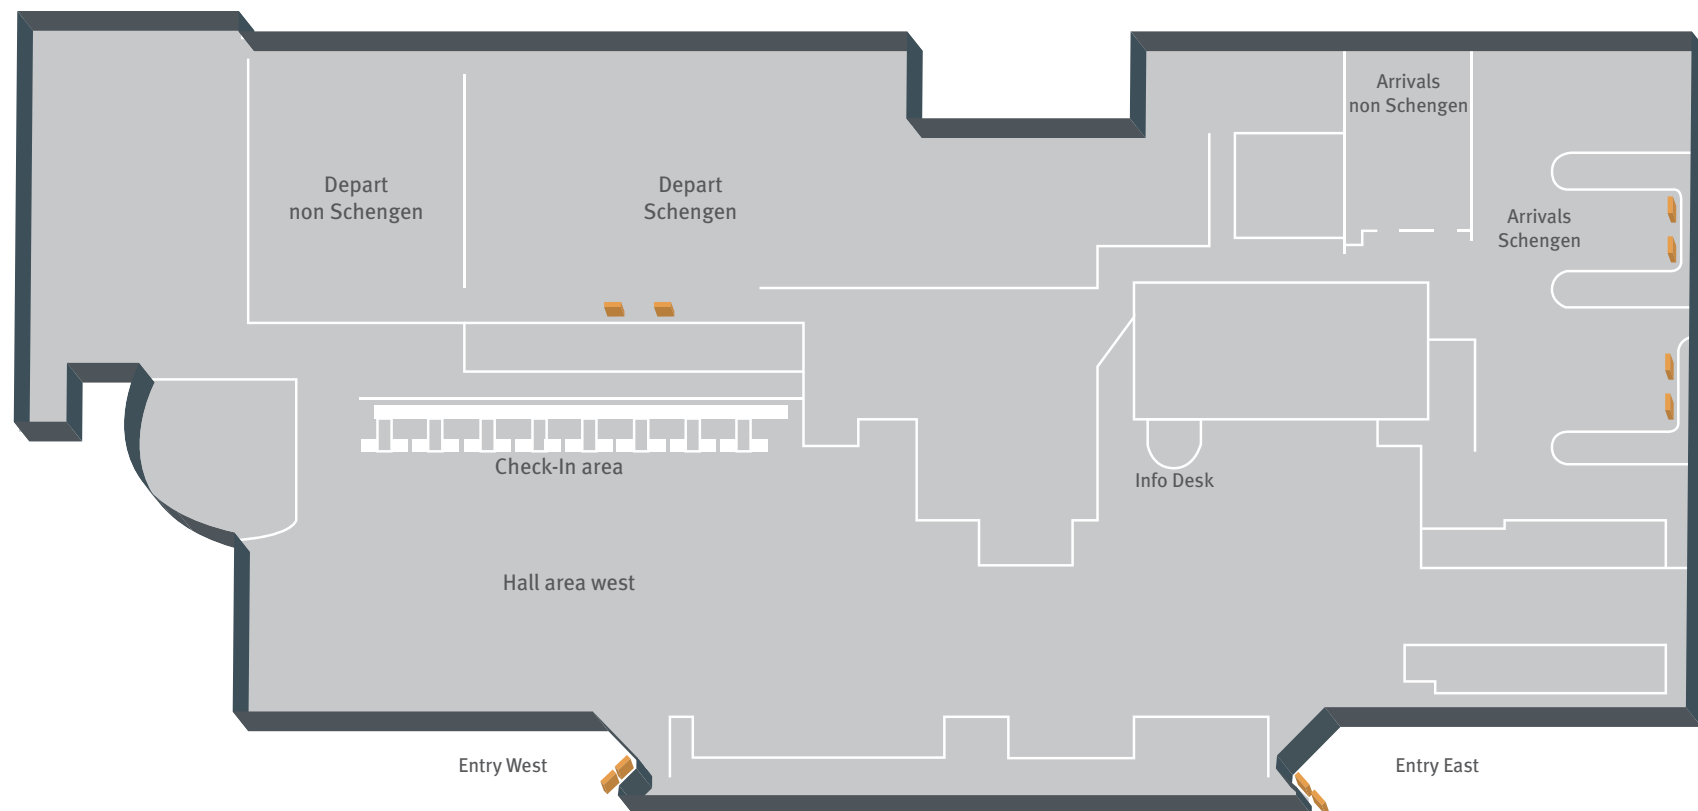 Arrivals
non Schengen
Depart
non Schengen
Depart
Schengen
Arrivals
Schengen
Check-In area
Info Desk
Hall area west
Entry West
Entry East